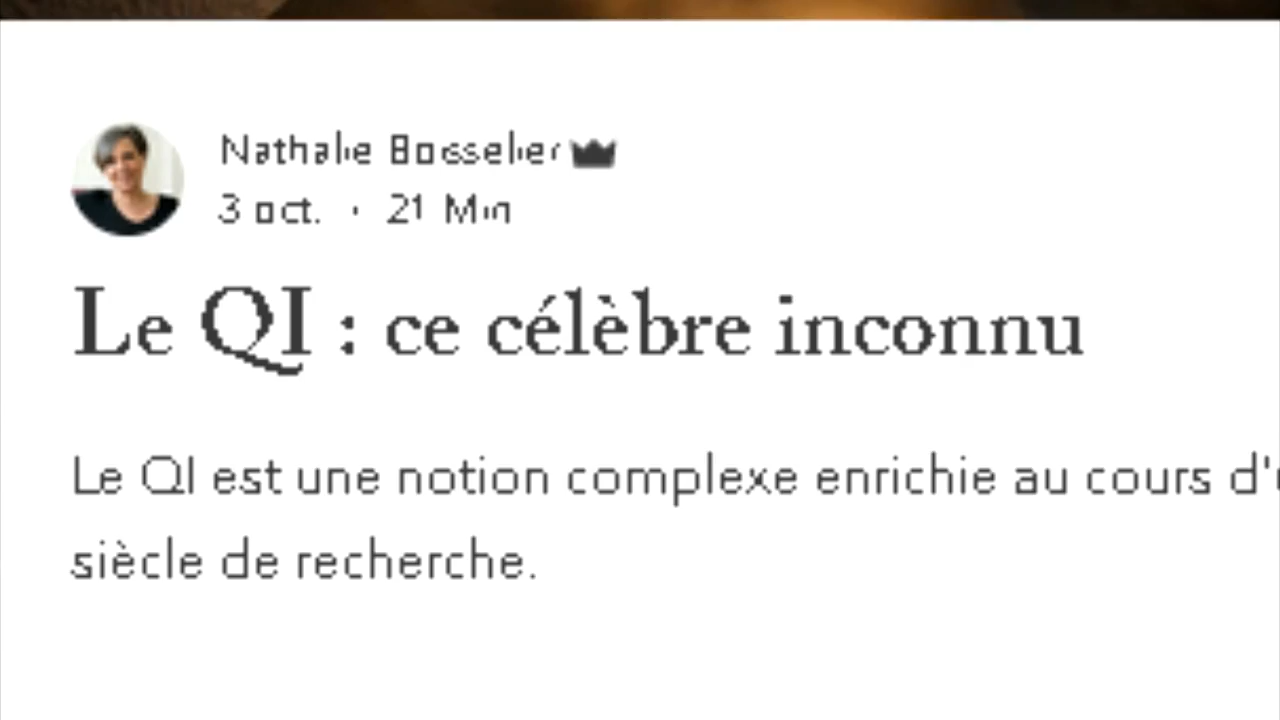 Nathalie Boisselier
3 oct. · 21 Min
Le QI : ce célèbre inconnu
Le QI est une notion complexe enrichie au cours
siècle de recherche.